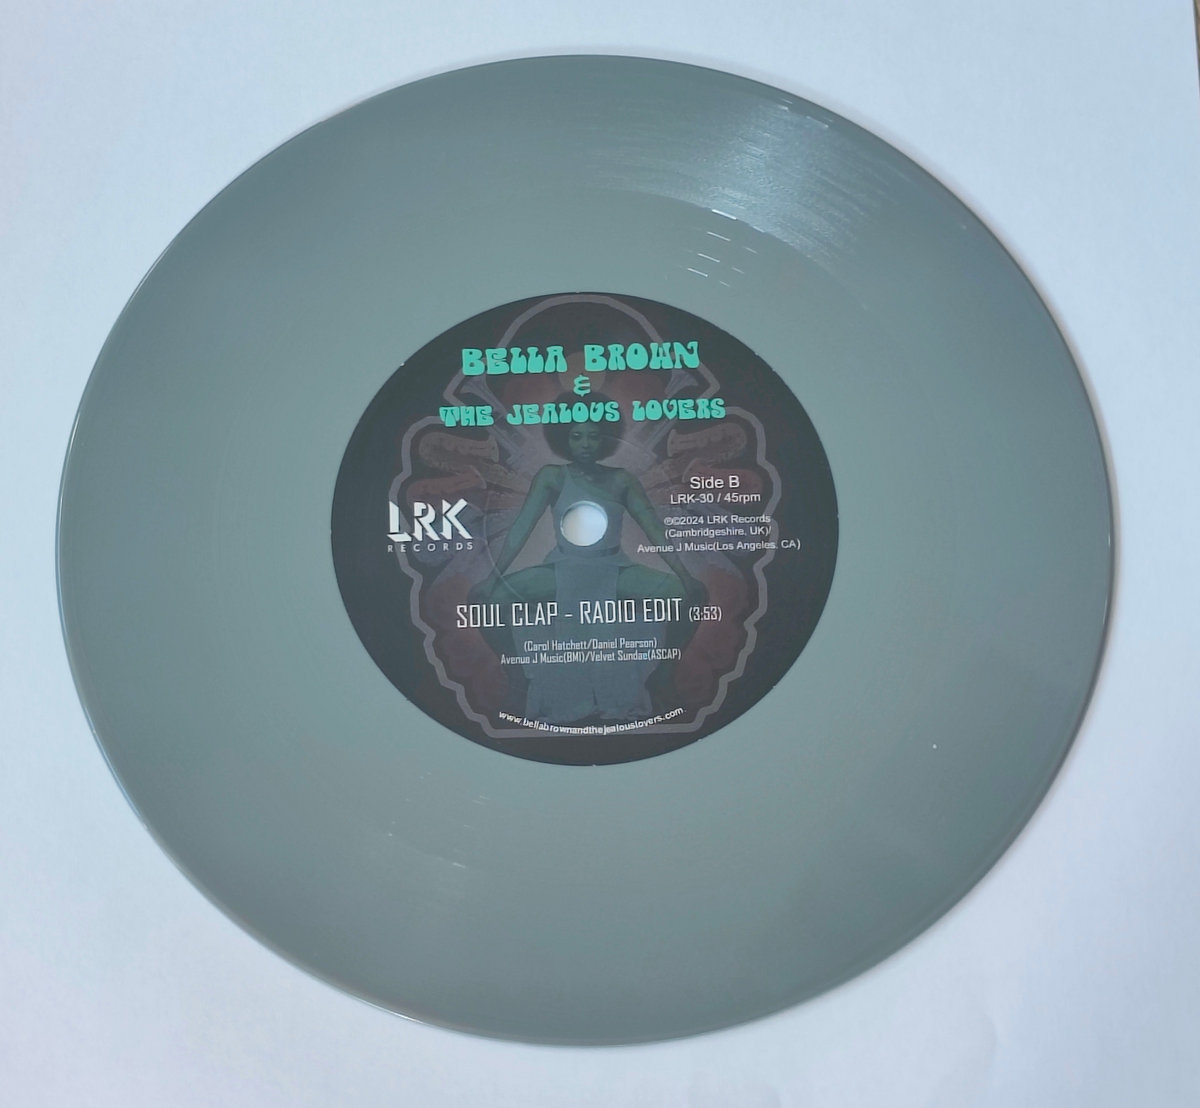 BELLA BROWN
&
THE JEALOUS LOVERS
LRK
RECORDS
Side B
LRK-30 / 45rpm
℗©2024 LRK Records
(Cambridgeshire, UK)/
Avenue J Music(Los Angeles, CA)
SOUL CLAP - RADIO EDIT (3:53)
(Carol Hatchett/Daniel Pearson)
Avenue J Music(BMI)/Velvet Sundae(ASCAP)
www.bellabrownandthejealouslovers.com